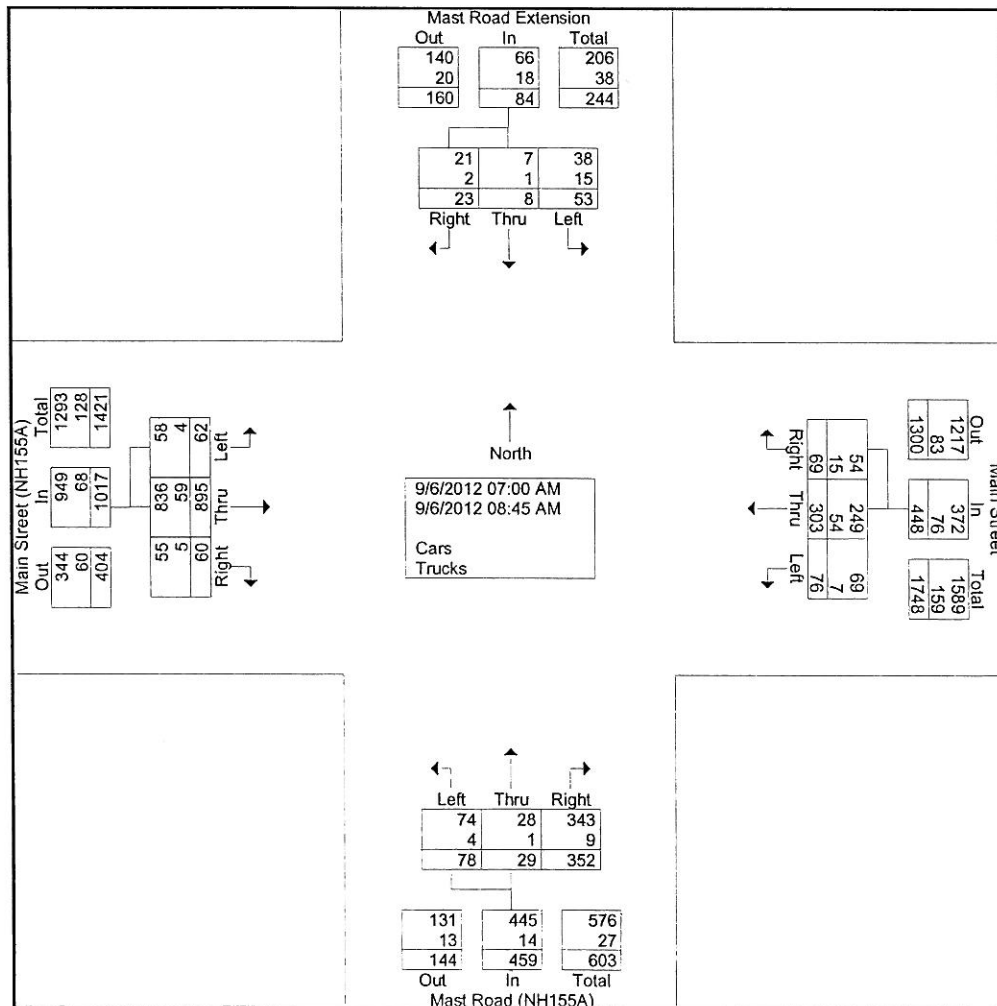 Mast Road Extension
Out In Total
140 66 206
20 18 38
160 84 244
21 7 38
2 1 15
23 8 53
Right Thru Left
Main Street (NH155A)
Total In Out
1293 949 344
128 68 60
1421 1017 404
Left Thru Right
58 836 55
4 59 5
62 895 60
North
9/6/2012 07:00 AM
9/6/2012 08:45 AM
Cars
Trucks
Right Thru Left
54 249 69
15 54 7
69 303 76
Main Street
Out In Total
1217 372 1589
83 76 159
1300 448 1748
Left Thru Right
74 28 343
4 1 9
78 29 352
131 445 576
13 14 27
144 459 603
Out In Total
Mast Road (NH155A)